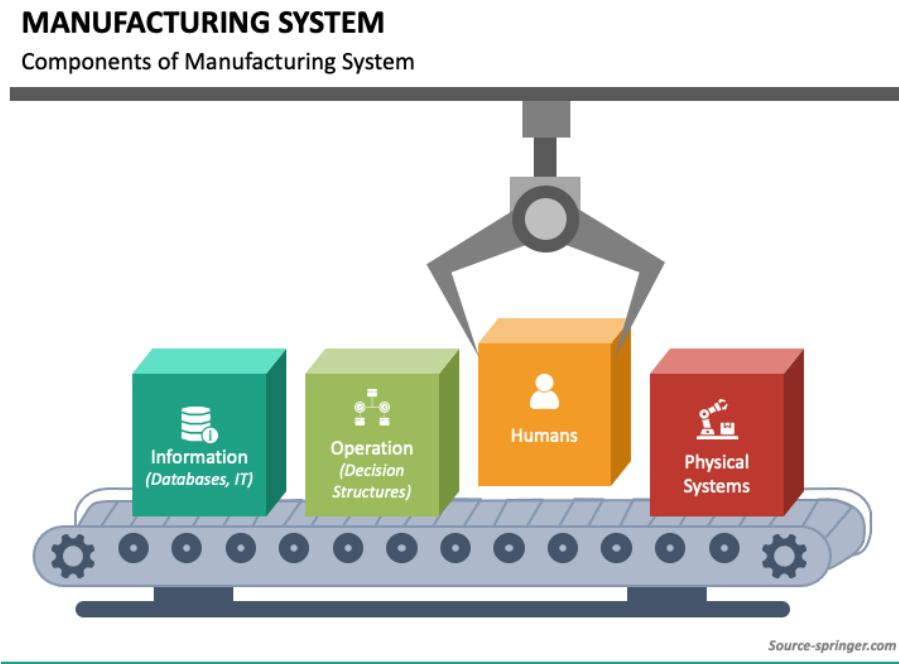 MANUFACTURING SYSTEM
Components of Manufacturing System
Information
(Databases, IT)
Operation
(Decision
Structures)
Humans
Physical
Systems
Source-springer.com